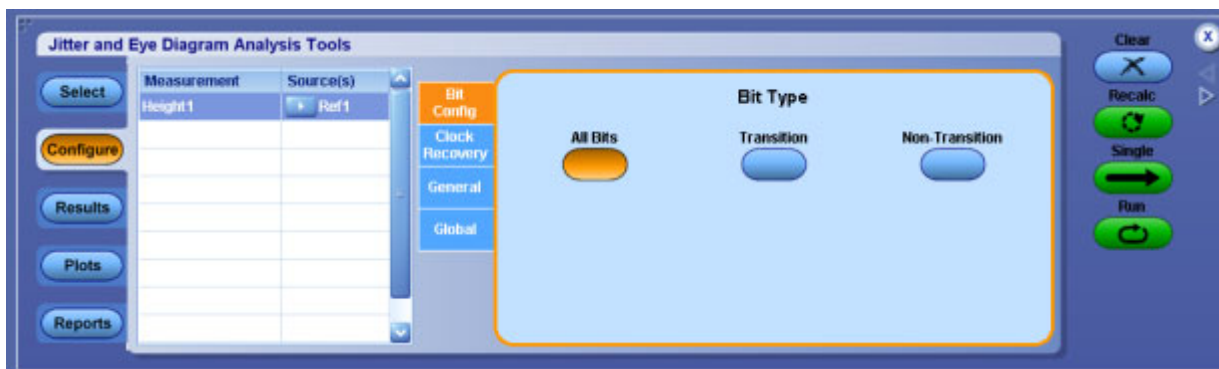 Jitter and Eye Diagram Analysis Tools
Select
Configure
Results
Plots
Reports
Measurement Source(s)
Height1 Ref1
Bit Config
Clock Recovery
General
Global
Bit Type
All Bits Transition Non-Transition
Clear
X
Recalc
Single
Run